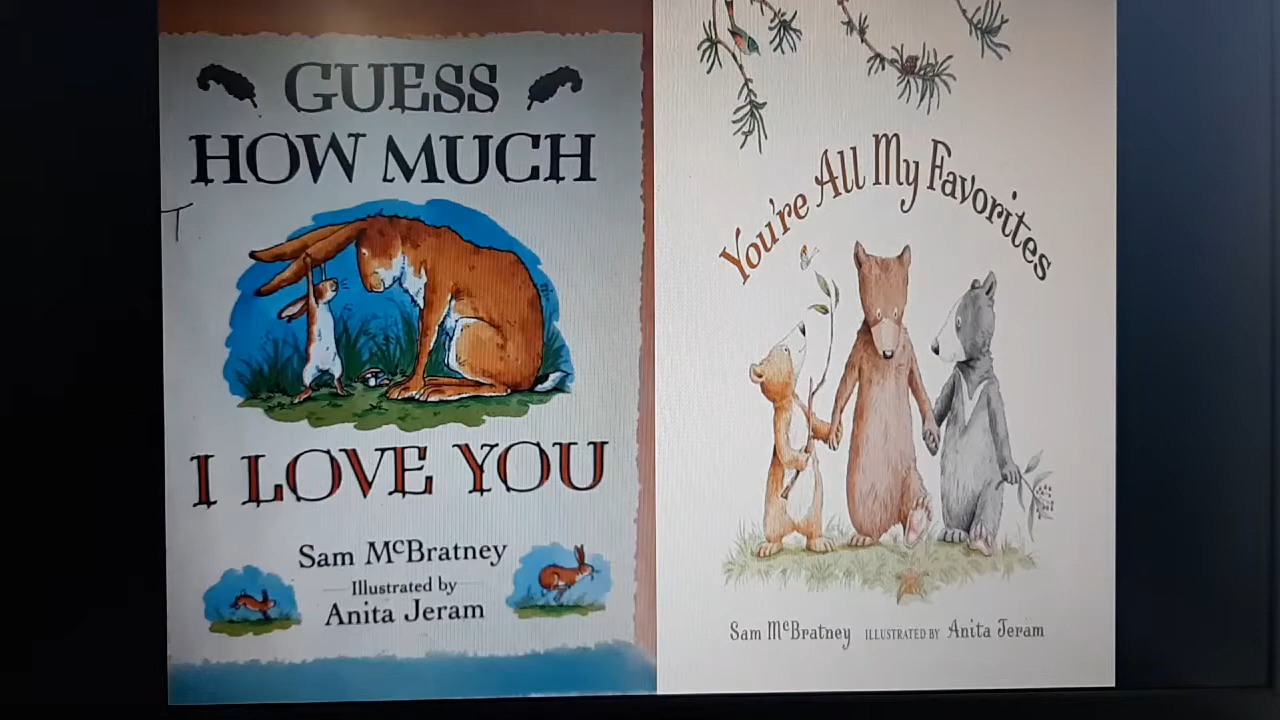 GUESS
HOW MUCH
I LOVE YOU
Sam McBratney
Illustrated by
Anita Jeram
You're All My Favorites
Sam McBratney ILLUSTRATED BY Anita Jeram